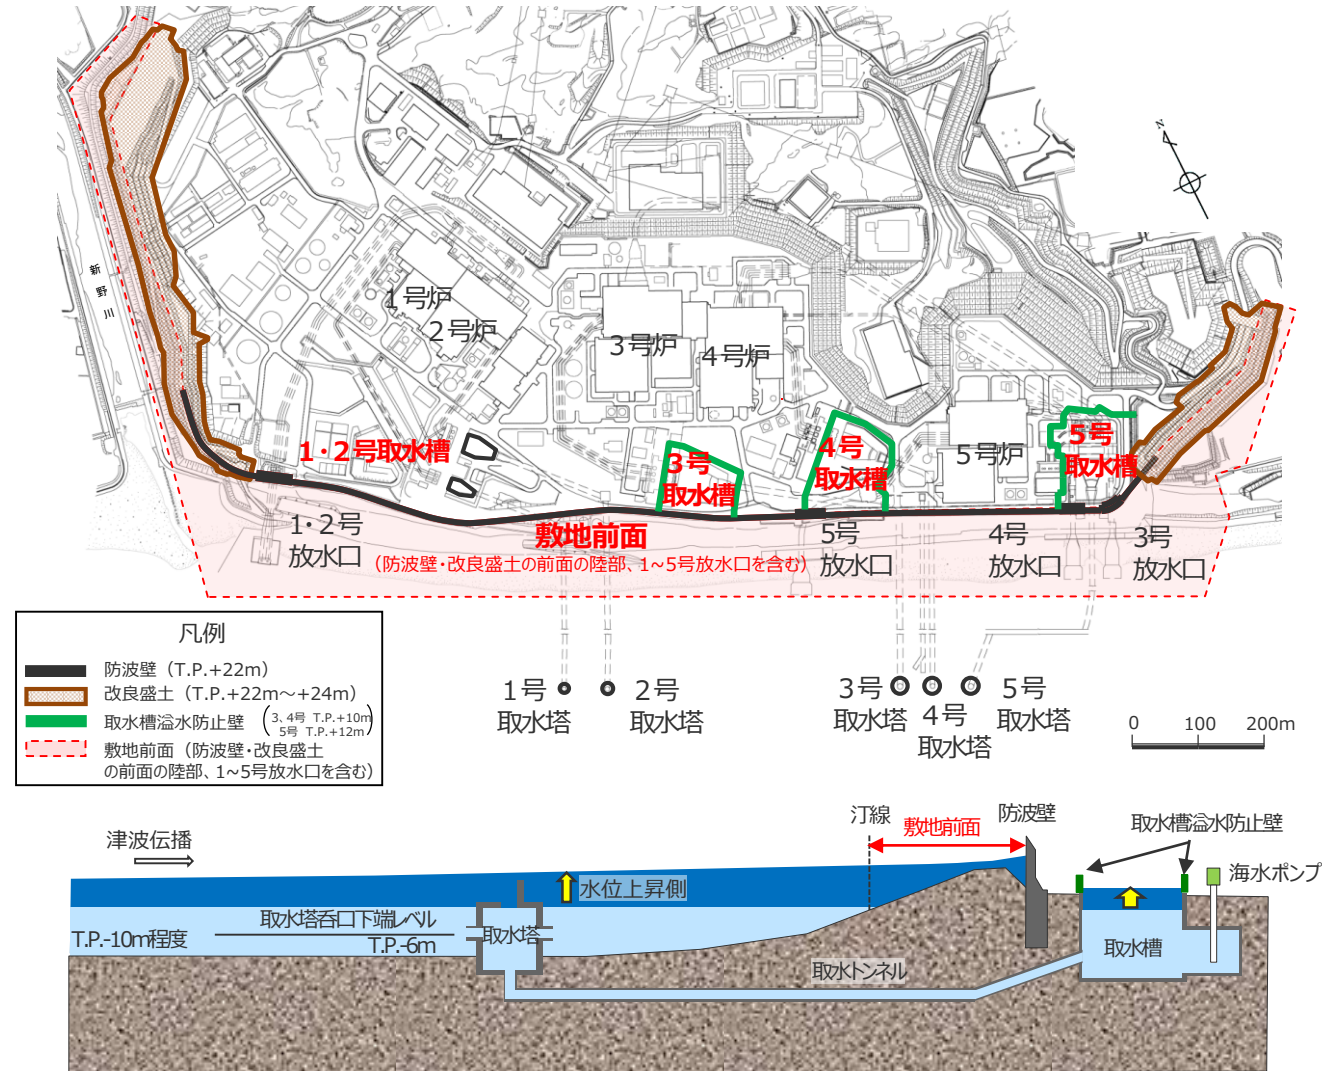 N
新野川
1号炉
2号炉
3号炉
4号炉
5号炉
1・2号取水槽
3号
取水槽
4号
取水槽
5号
取水槽
1・2号
放水口
敷地前面
(防波壁・改良盛土の前面の陸部、1~5号放水口を含む)
5号
放水口
4号
放水口
3号
放水口
1号
取水塔
2号
取水塔
3号
取水塔
4号
取水塔
5号
取水塔
0 100 200m
凡例
防波壁(T.P.+22m)
改良盛土(T.P.+22m～+24m)
取水槽溢水防止壁 (3、4号 T.P.+10m
5号 T.P.+12m)
敷地前面(防波壁・改良盛土
の前面の陸部、1~5号放水口を含む)
津波伝播
汀線
敷地前面
防波壁
取水槽溢水防止壁
海水ポンプ
水位上昇側
取水塔呑口下端レベル
T.P.-10m程度
T.P.-6m
取水塔
取水トンネル
取水槽